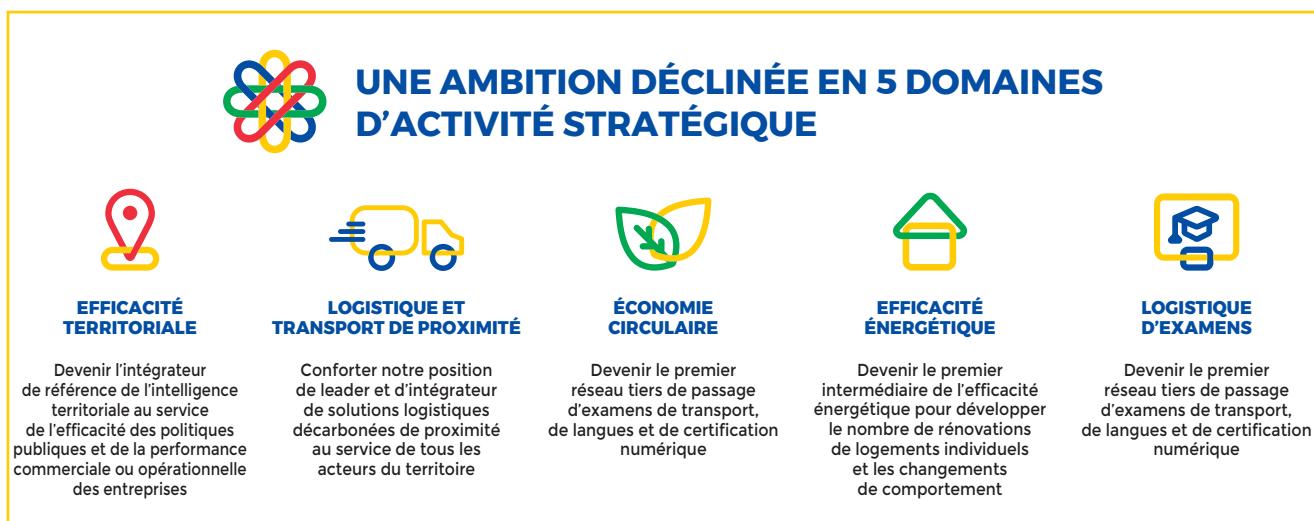 UNE AMBITION DÉCLINÉE EN 5 DOMAINES
D’ACTIVITÉ STRATÉGIQUE
EFFICACITÉ
TERRITORIALE
Devenir l’intégrateur
de référence de l’intelligence
territoriale au service
de l’efficacité des politiques
publiques et de la performance
commerciale ou opérationnelle
des entreprises
LOGISTIQUE ET
TRANSPORT DE PROXIMITÉ
Conforter notre position
de leader et d’intégrateur
de solutions logistiques
décarbonées de proximité
au service de tous les
acteurs du territoire
ÉCONOMIE
CIRCULAIRE
Devenir le premier
réseau tiers de passage
d’examens de transport,
de langues et de certification
numérique
EFFICACITÉ
ÉNERGÉTIQUE
Devenir le premier
intermédiaire de l’efficacité
énergétique pour développer
le nombre de rénovations
de logements individuels
et les changements
de comportement
LOGISTIQUE
D’EXAMENS
Devenir le premier
réseau tiers de passage
d’examens de transport,
de langues et de certification
numérique